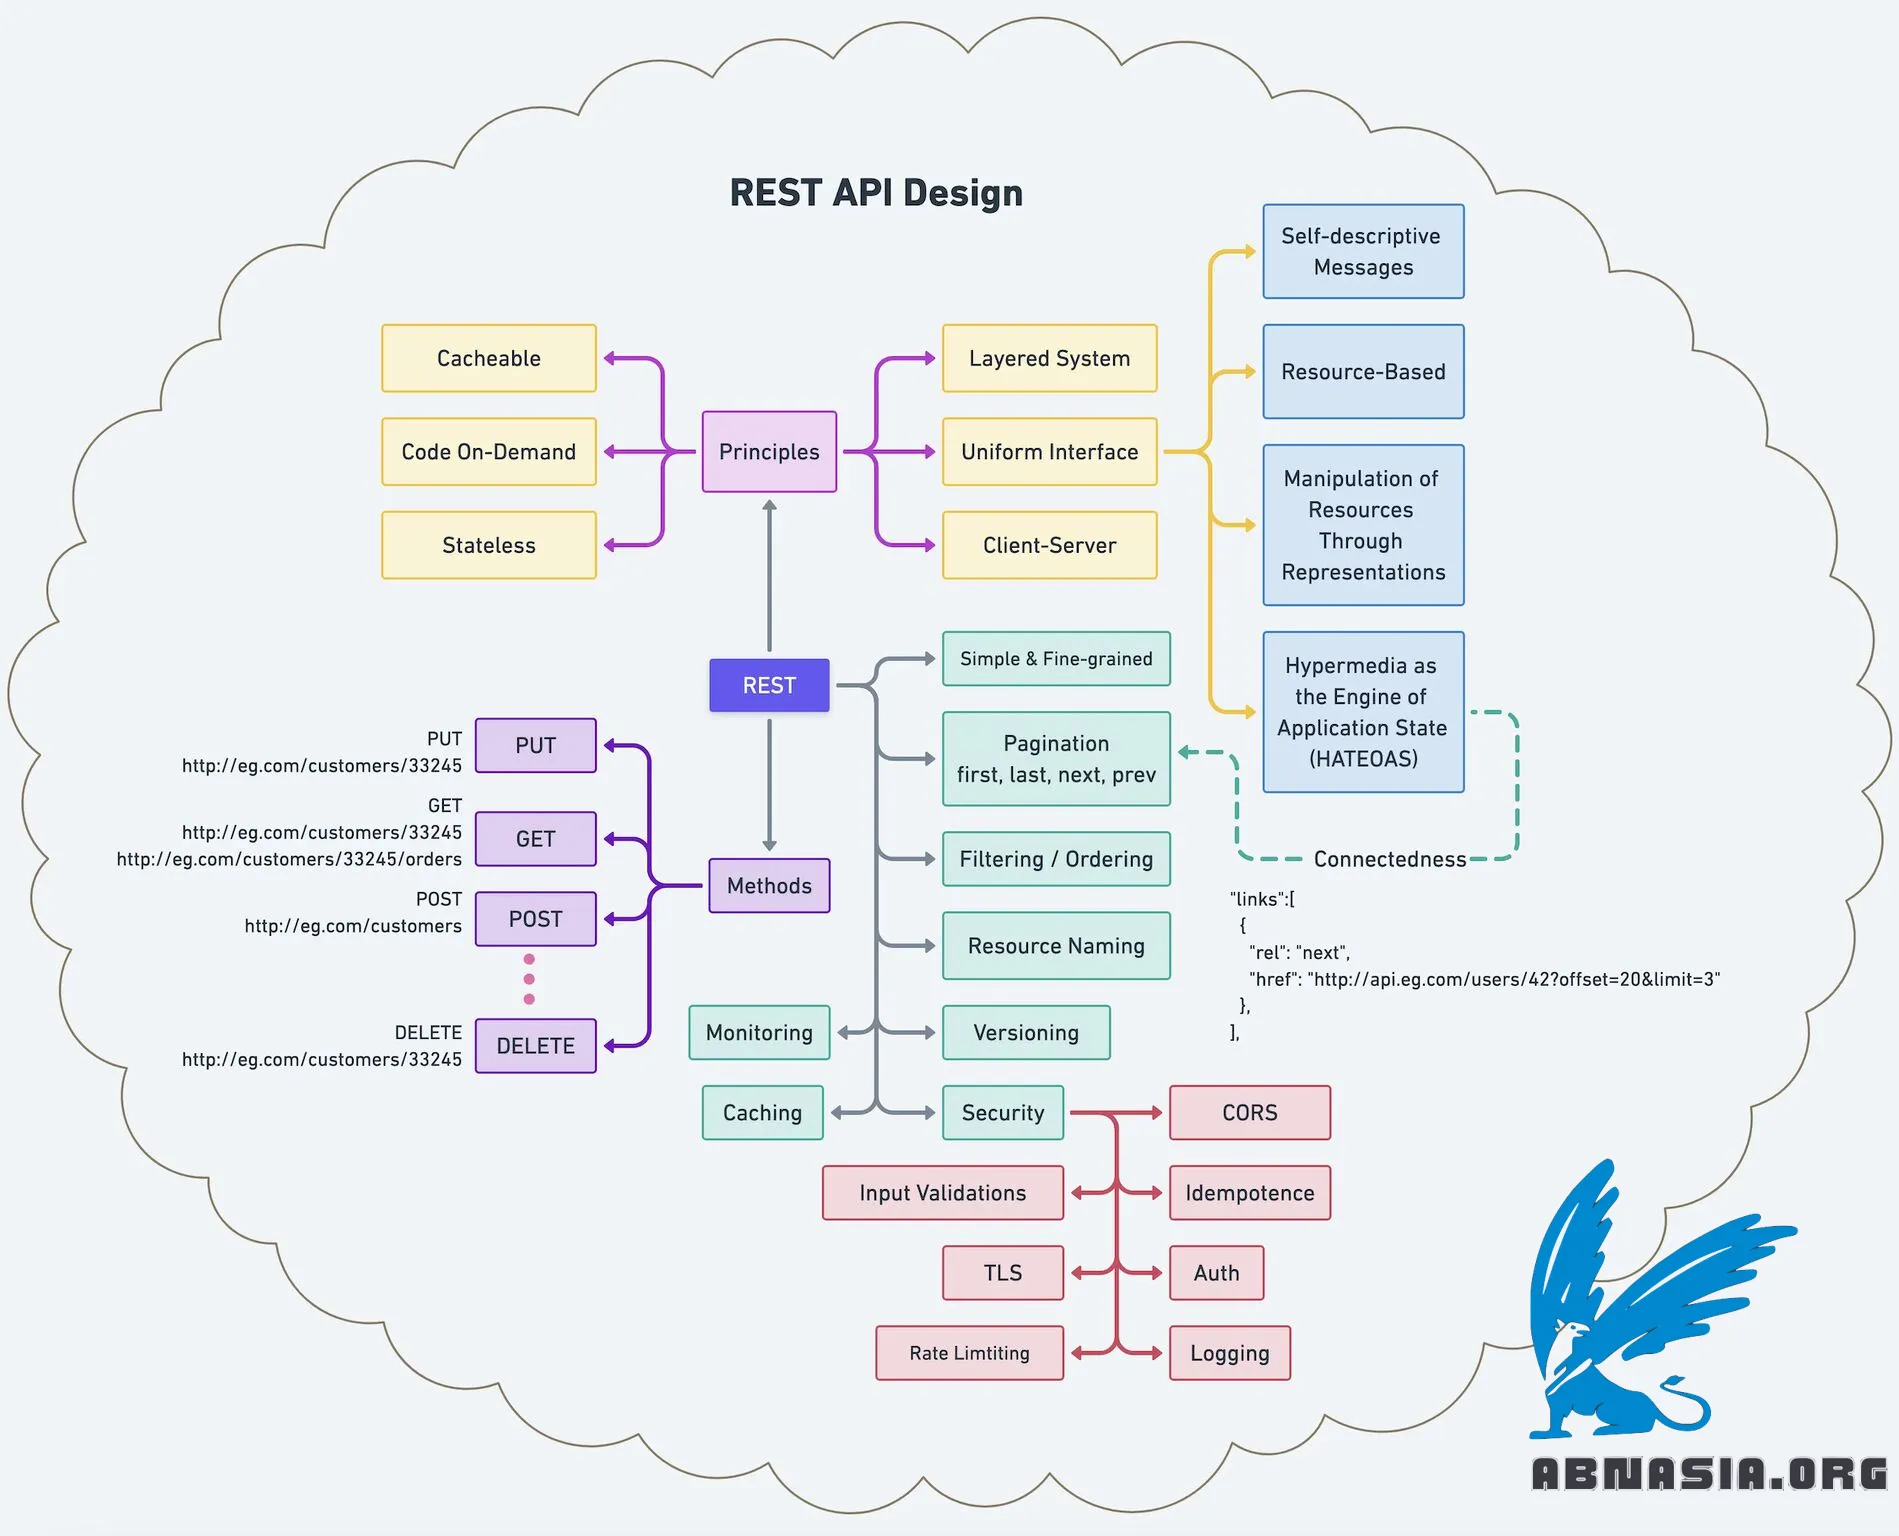 REST API Design
Self-descriptive
Messages
Cacheable
Layered System
Resource-Based
Code On-Demand
Principles
Uniform Interface
Manipulation of
Resources
Through
Representations
Stateless
Client-Server
REST
Simple & Fine-grained
Hypermedia as
the Engine of
Application State
(HATEOAS)
PUT
http://eg.com/customers/33245
PUT
Pagination
first, last, next, prev
GET
http://eg.com/customers/33245
http://eg.com/customers/33245/orders
GET
Methods
Filtering / Ordering
Connectedness
POST
http://eg.com/customers
POST
Resource Naming
"links":[
{
"rel": "next",
"href": "http://api.eg.com/users/42?offset=20&limit=3"
},
],
DELETE
http://eg.com/customers/33245
DELETE
Monitoring
Versioning
Caching
Security
CORS
Input Validations
Idempotence
TLS
Auth
Rate Limtiting
Logging
ABNASIA.ORG